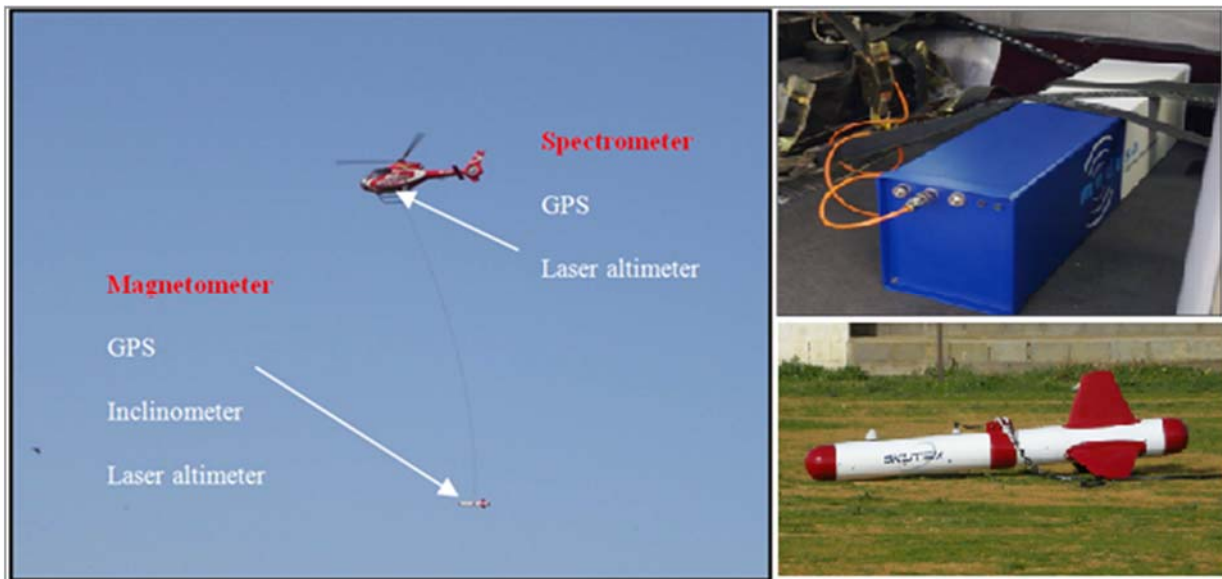 Spectrometer
GPS
Laser altimeter
Magnetometer
GPS
Inclinometer
Laser altimeter
SKYTEM